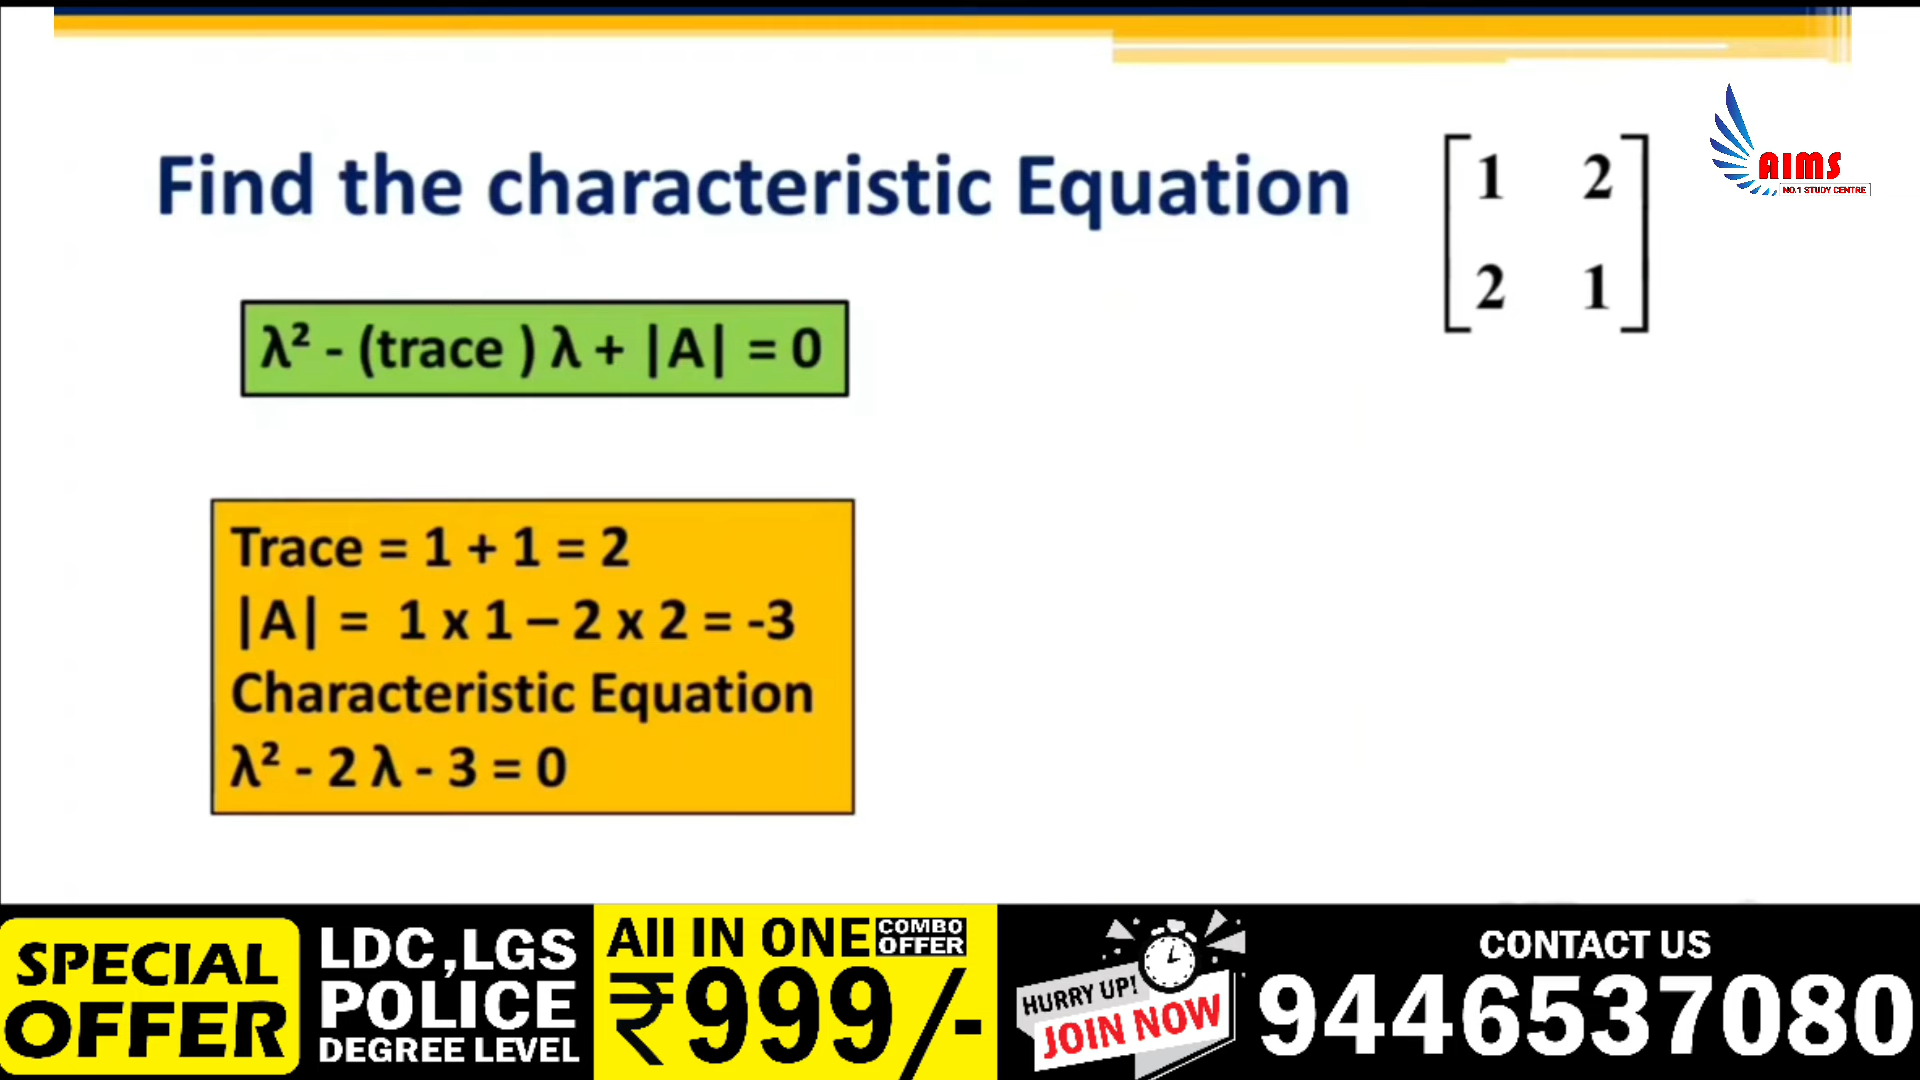 Find the characteristic Equation
1 2
2 1
AIMS
NO.1 STUDY CENTRE
λ² - (trace ) λ + |A| = 0
Trace = 1 + 1 = 2
|A| = 1 x 1 – 2 x 2 = -3
Characteristic Equation
λ² - 2 λ - 3 = 0
SPECIAL
OFFER
LDC,LGS
POLICE
DEGREE LEVEL
All IN ONE COMBO OFFER
₹999/-
HURRY UP!
JOIN NOW
CONTACT US
9446537080